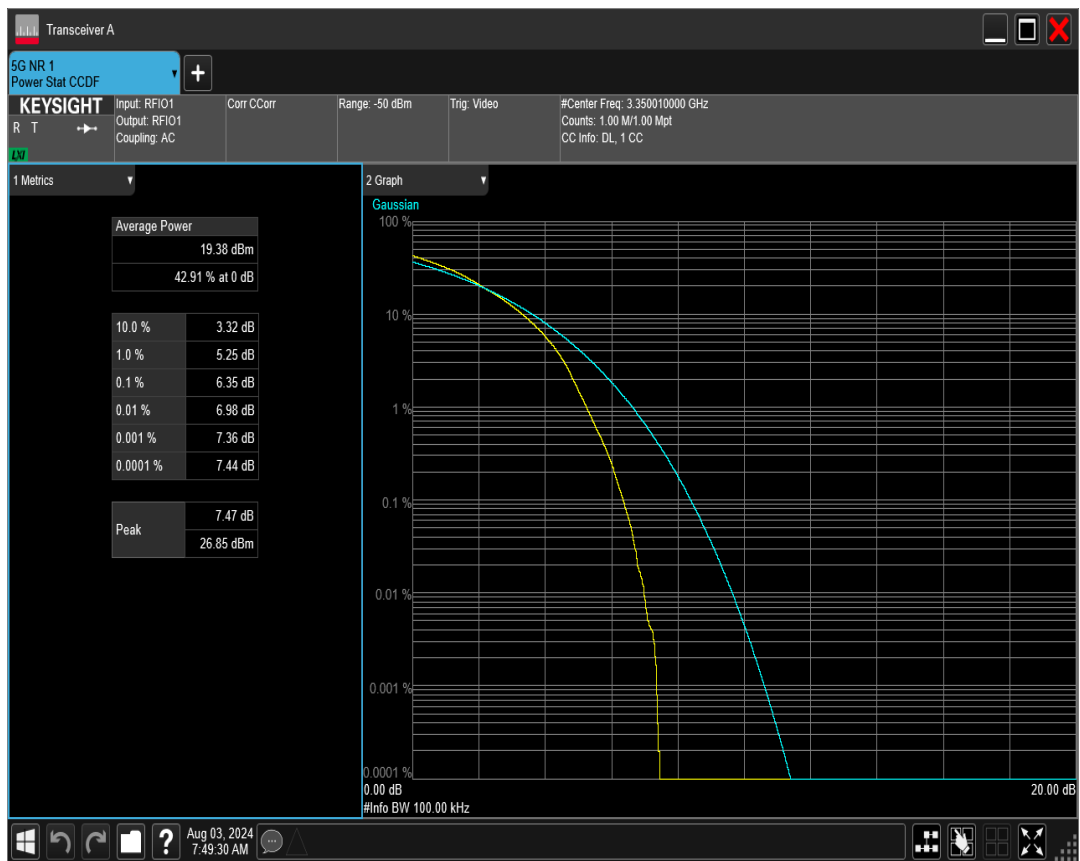 Transceiver A
5G NR 1
Power Stat CCDF
KEYSIGHT
R T
LXI
Input: RFIO1
Output: RFIO1
Coupling: AC
Corr CCorr
Range: -50 dBm
Trig: Video
#Center Freq: 3.350010000 GHz
Counts: 1.00 M/1.00 Mpt
CC Info: DL, 1 CC
1 Metrics
Average Power
19.38 dBm
42.91 % at 0 dB
10.0 % 3.32 dB
1.0 % 5.25 dB
0.1 % 6.35 dB
0.01 % 6.98 dB
0.001 % 7.36 dB
0.0001 % 7.44 dB
Peak
7.47 dB
26.85 dBm
2 Graph
Gaussian
100 %
10 %
1 %
0.1 %
0.01 %
0.001 %
0.0001 %
0.00 dB 20.00 dB
#Info BW 100.00 kHz
Aug 03, 2024
7:49:30 AM